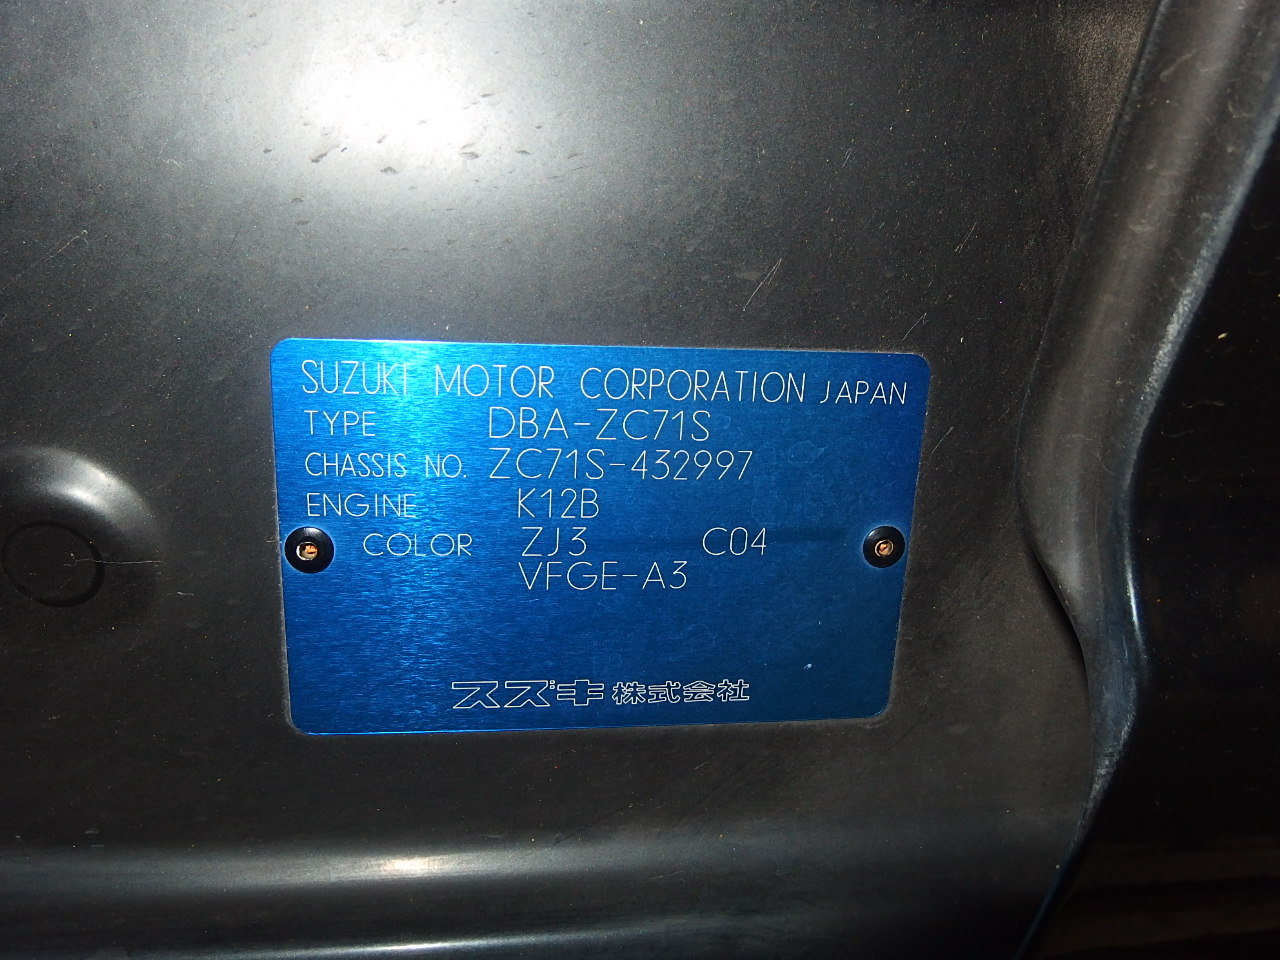 SUZUKI MOTOR CORPORATION JAPAN
TYPE DBA-ZC71S
CHASSIS NO. ZC71S-432997
ENGINE K12B
COLOR ZJ3 C04
VFGE-A3
スズキ株式会社